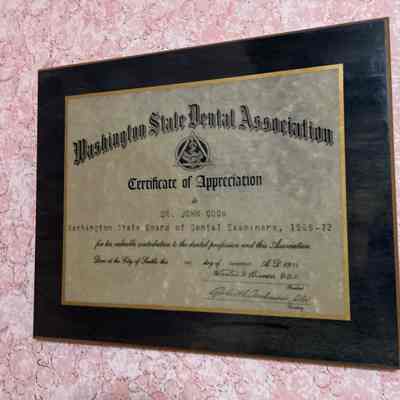 Washington State Dental Association
Certificate of Appreciation
to
DR. JOHN
Washington State Board of Dental Examiners, 1968-72
for his valuable contribution to the dental profession and this Association.
Done at the City of Seattle this day of A.D. 19
D.D.S.
President
Secretary